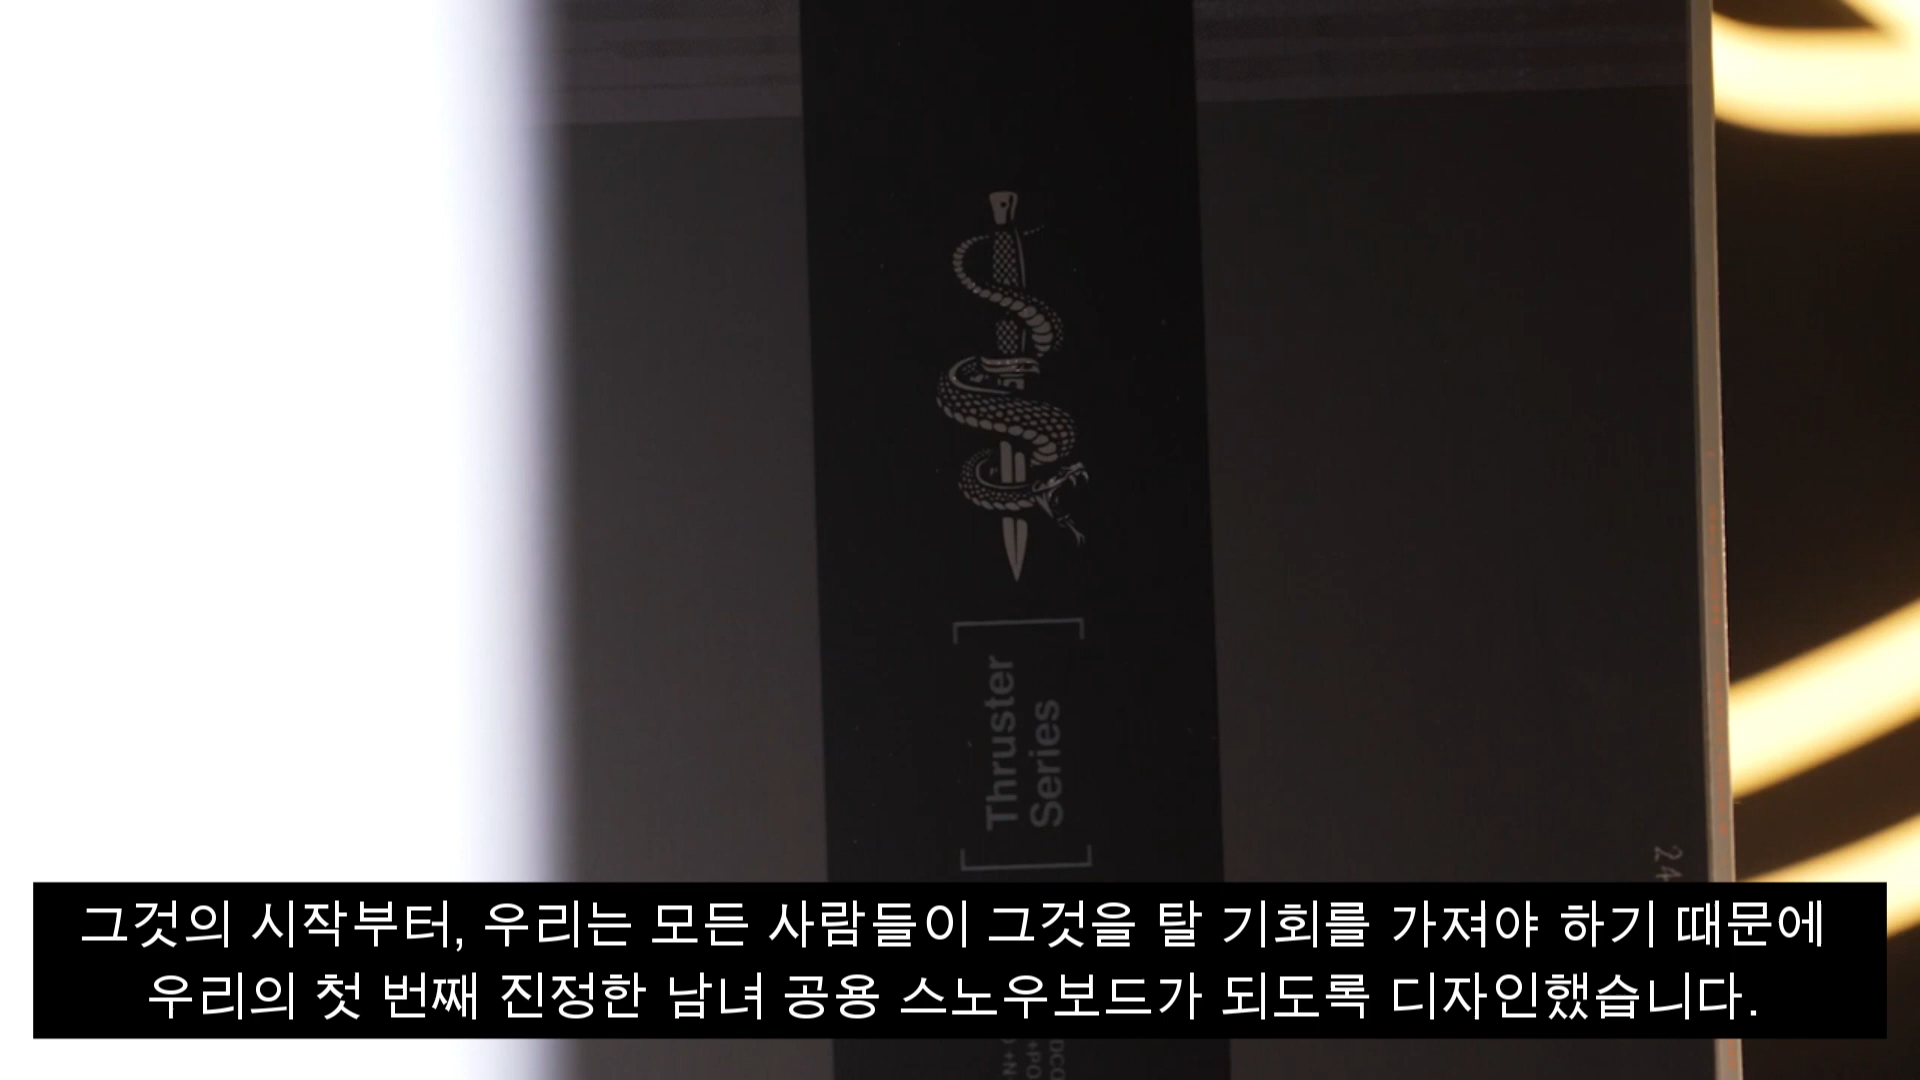 Thruster
Series
24
그것의 시작부터, 우리는 모든 사람들이 그것을 탈 기회를 가져야 하기 때문에
우리의 첫 번째 진정한 남녀 공용 스노우보드가 되도록 디자인했습니다.